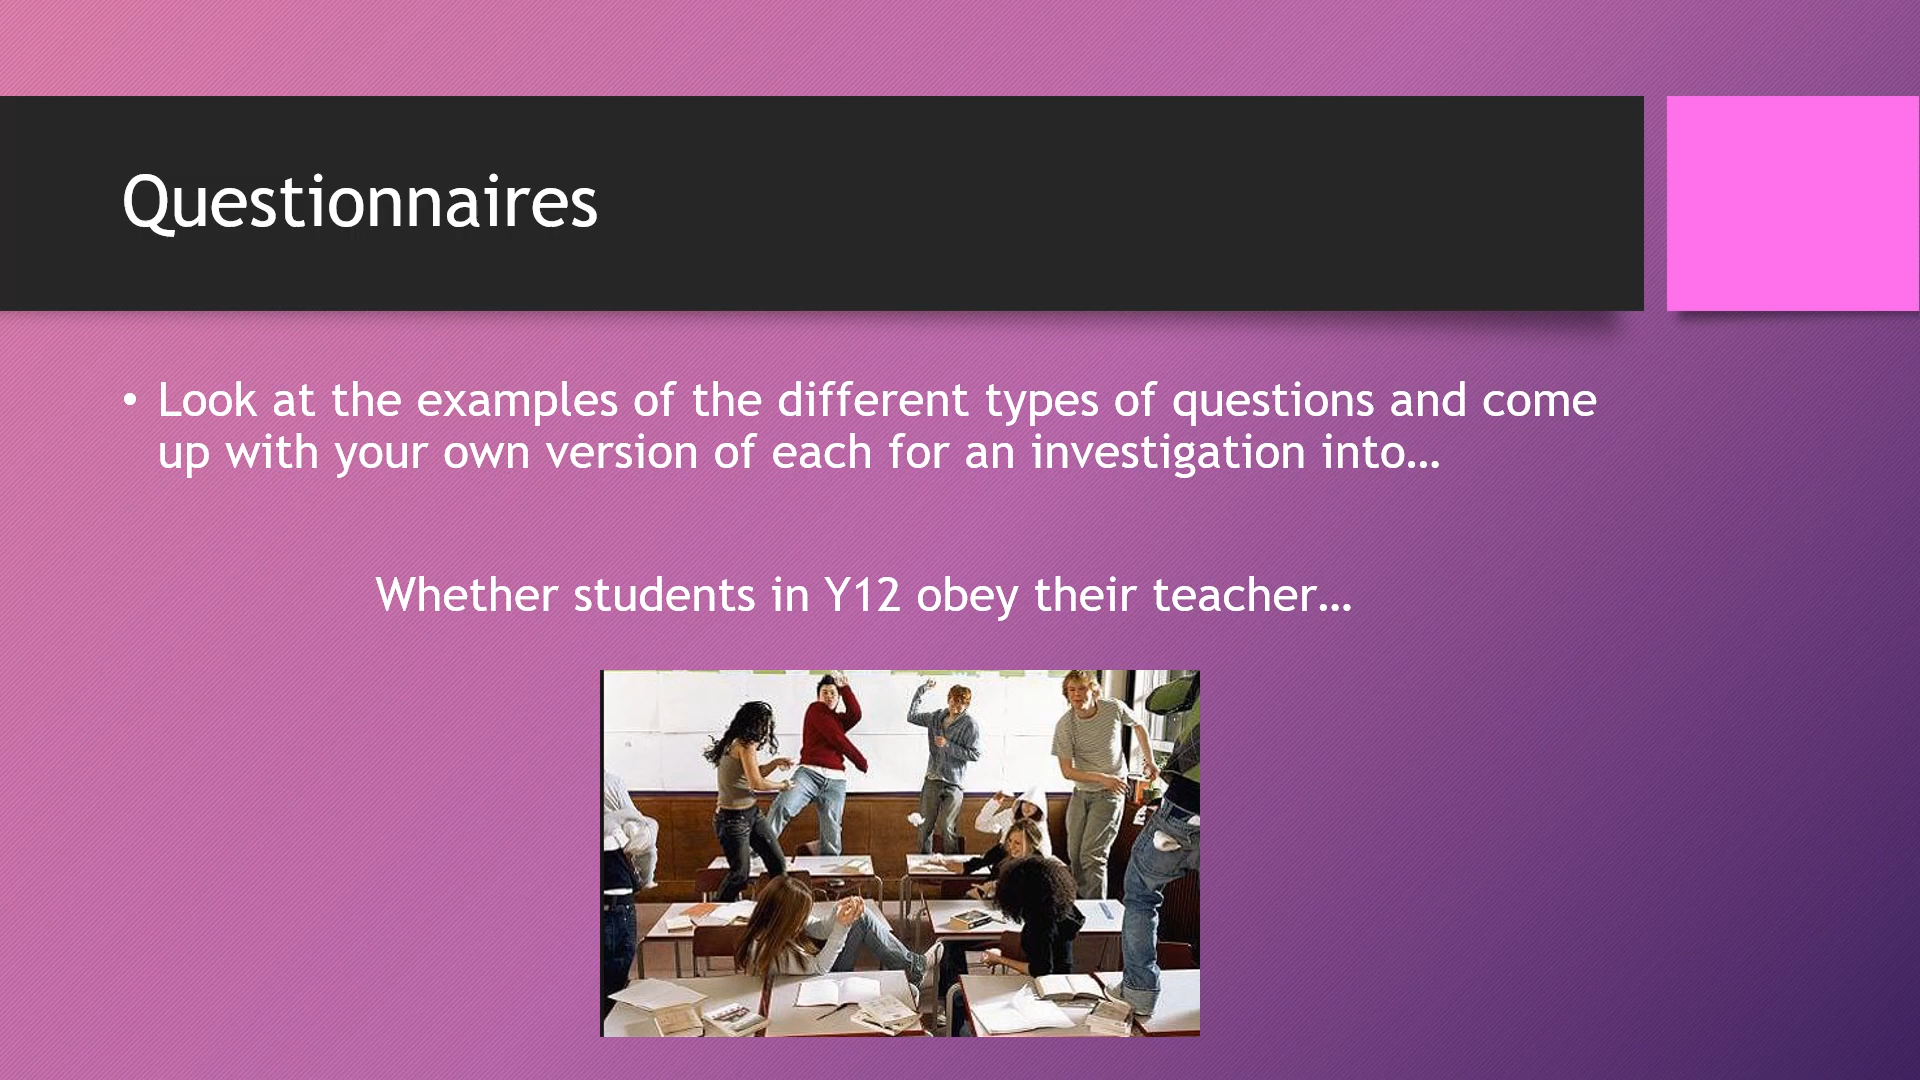 Questionnaires
• Look at the examples of the different types of questions and come
up with your own version of each for an investigation into…
Whether students in Y12 obey their teacher…